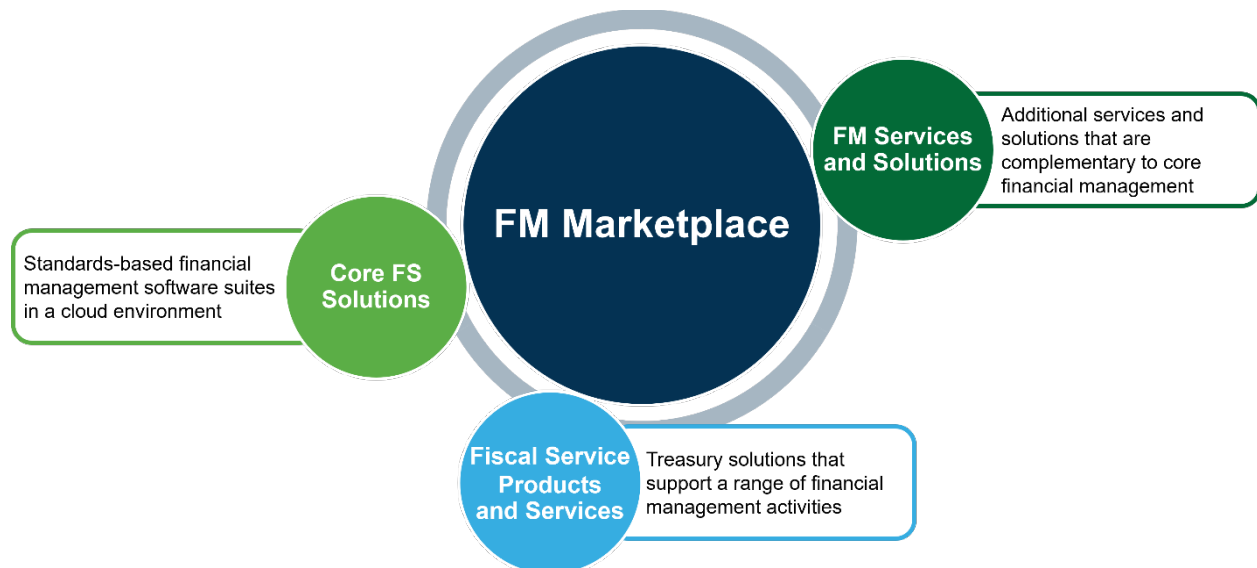 FM Marketplace
FM Services
and Solutions
Additional services and
solutions that are
complementary to core
financial management
Core FS
Solutions
Standards-based financial
management software suites
in a cloud environment
Fiscal Service
Products
and Services
Treasury solutions that
support a range of financial
management activities